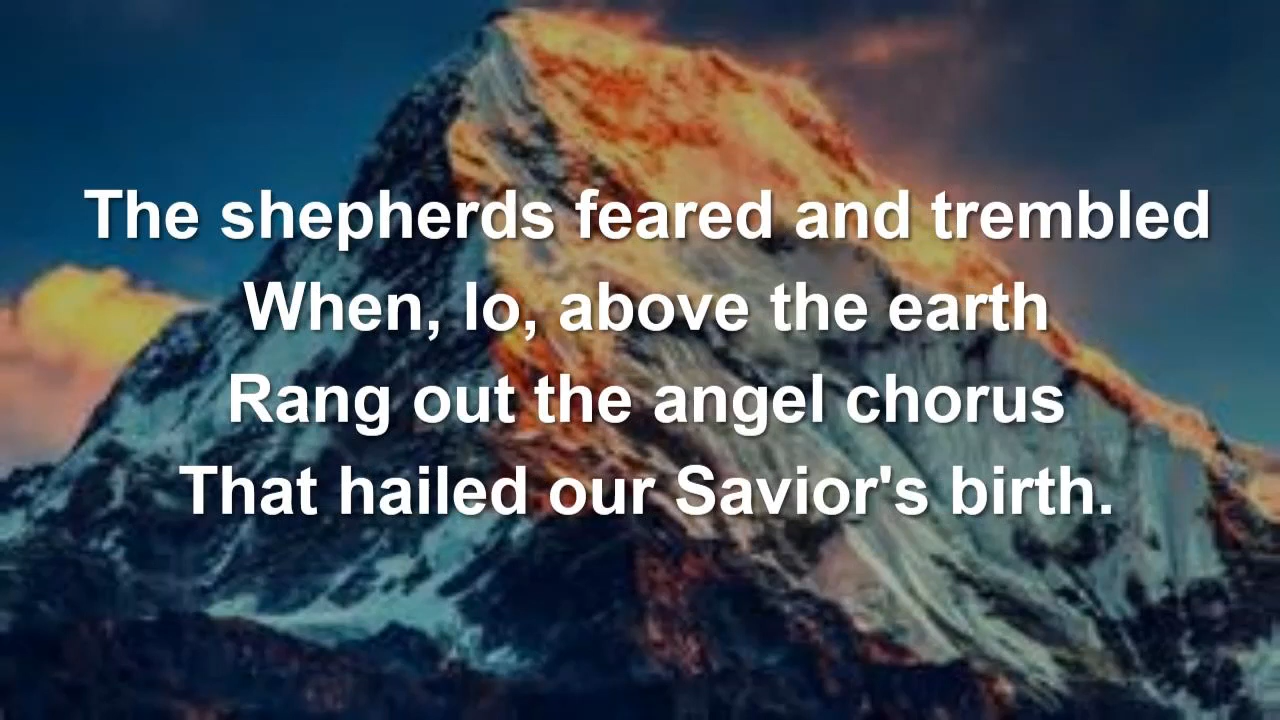 The shepherds feared and trembled
When, lo, above the earth
Rang out the angel chorus
That hailed our Savior's birth.